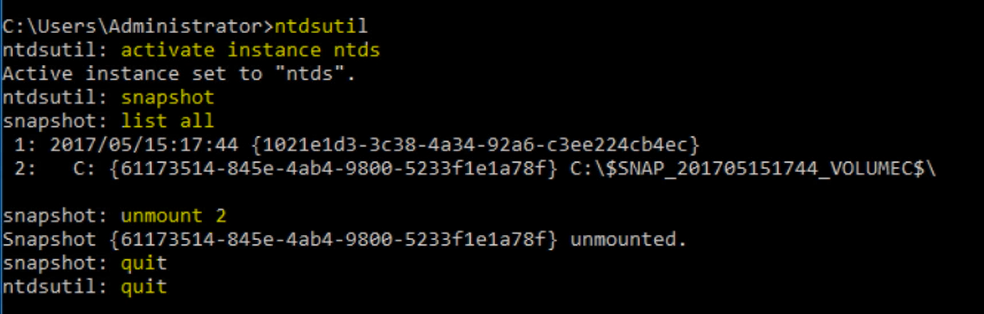 C:\Users\Administrator>ntdsutil
ntdsutil: activate instance ntds
Active instance set to "ntds".
ntdsutil: snapshot
snapshot: list all
 1: 2017/05/15:17:44 {1021e1d3-3c38-4a34-92a6-c3ee224cb4ec}
 2:   C: {61173514-845e-4ab4-9800-5233f1e1a78f} C:\$SNAP_201705151744_VOLUMEC$\
snapshot: unmount 2
Snapshot {61173514-845e-4ab4-9800-5233f1e1a78f} unmounted.
snapshot: quit
ntdsutil: quit